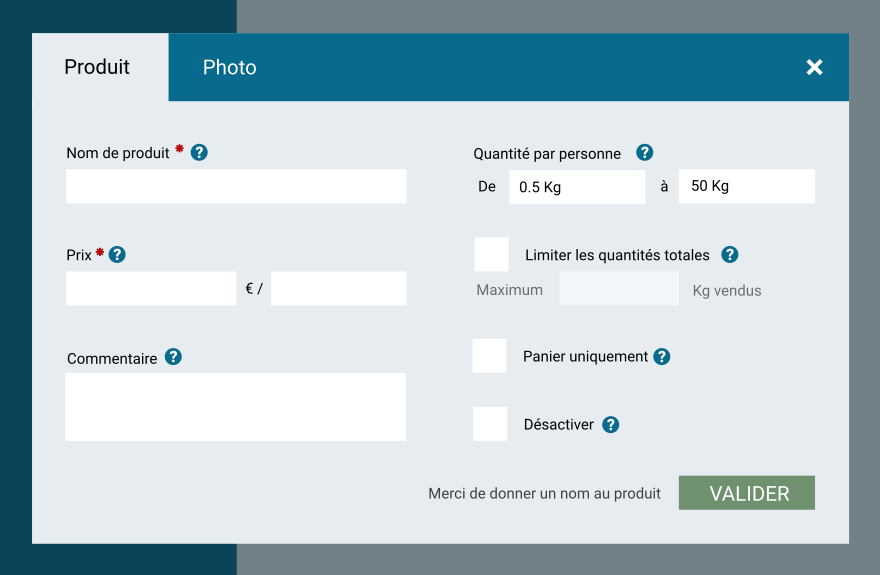 Produit
Photo
Nom de produit * ?
Quantité par personne ?
De 0.5 Kg à 50 Kg
Prix * ?
€ /
Limiter les quantités totales ?
Maximum Kg vendus
Commentaire ?
Panier uniquement ?
Désactiver ?
Merci de donner un nom au produit
VALIDER